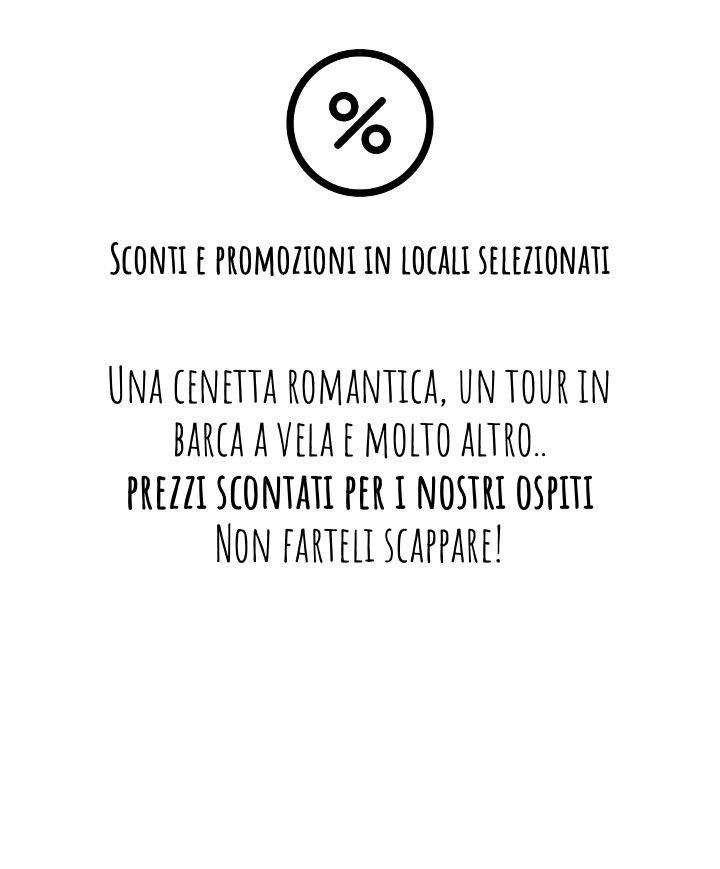 %
Sconti e promozioni in locali selezionati
Una cenetta romantica, un tour in
barca a vela e molto altro..
prezzi scontati per i nostri ospiti
Non farteli scappare!